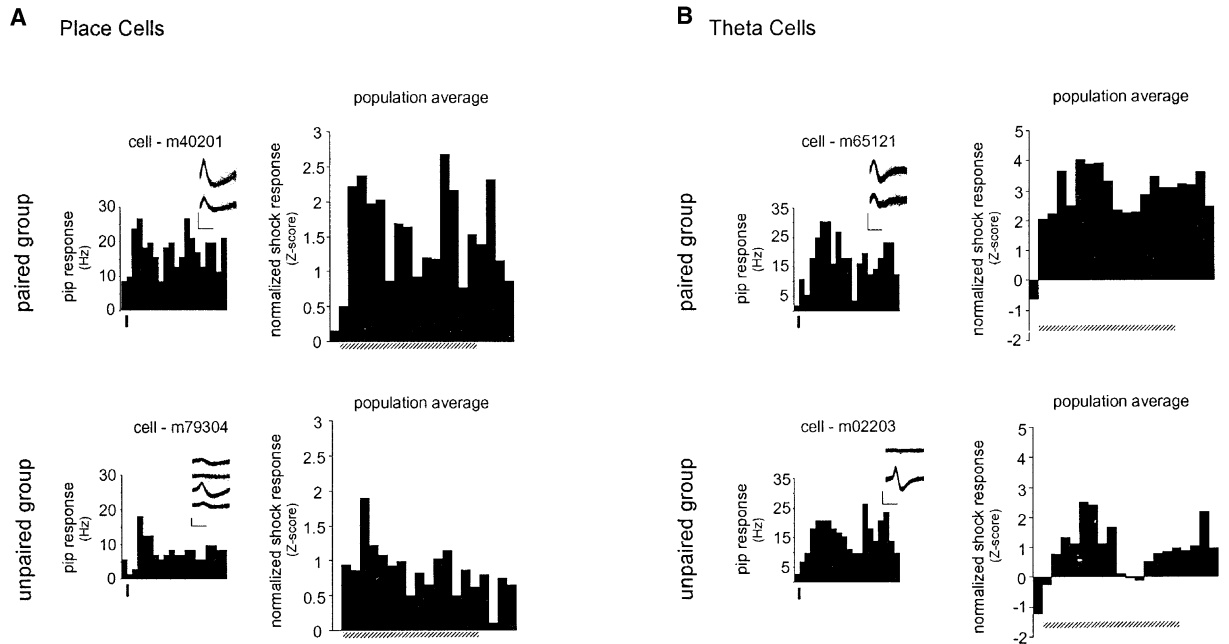 A Place Cells
B Theta Cells
paired group
cell - m40201
pip response
(Hz)
30
20
10
0
population average
normalized shock response
(Z-score)
3
2.5
2
1.5
1
0.5
0
cell - m65121
pip response
(Hz)
35
25
15
5
population average
normalized shock response
(Z-score)
5
4
3
2
1
0
-1
-2
paired group
unpaired group
cell - m79304
pip response
(Hz)
30
20
10
0
population average
normalized shock response
(Z-score)
3
2.5
2
1.5
1
0.5
0
unpaired group
cell - m02203
pip response
(Hz)
35
25
15
5
population average
normalized shock response
(Z-score)
5
4
3
2
1
0
-1
-2